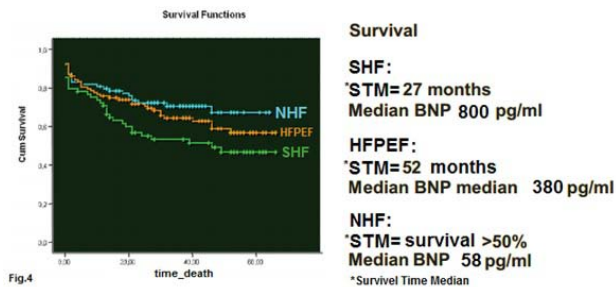 Survival Functions
Cum Survival
1,0
0,8
0,6
0,4
0,2
0,0
NHF
HFPEF
SHF
0,00
20,00
40,00
60,00
time_death
Fig.4
Survival
SHF:
*STM= 27 months
Median BNP 800 pg/ml
HFPEF:
*STM= 52 months
Median BNP median 380 pg/ml
NHF:
*STM= survival >50%
Median BNP 58 pg/ml
*Survivel Time Median